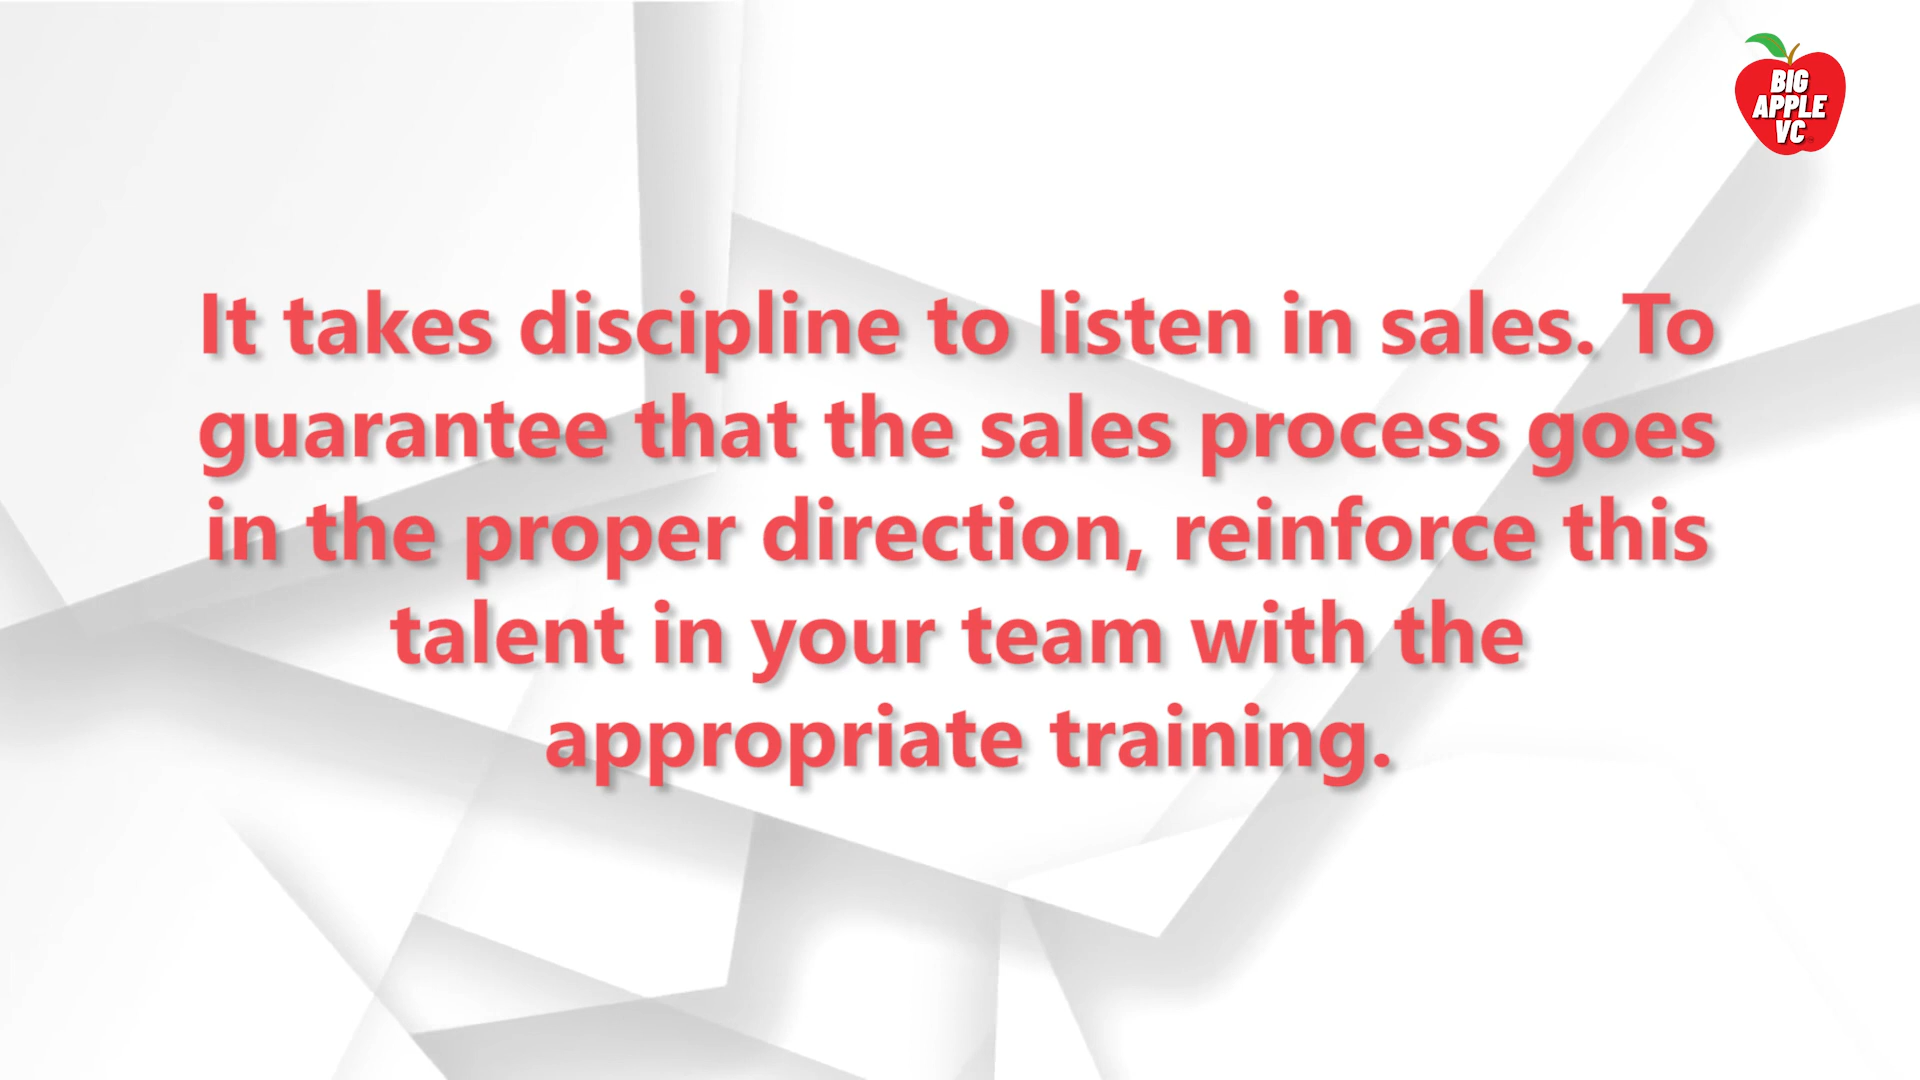 BIG
APPLE
VC
It takes discipline to listen in sales. To
guarantee that the sales process goes
in the proper direction, reinforce this
talent in your team with the
appropriate training.